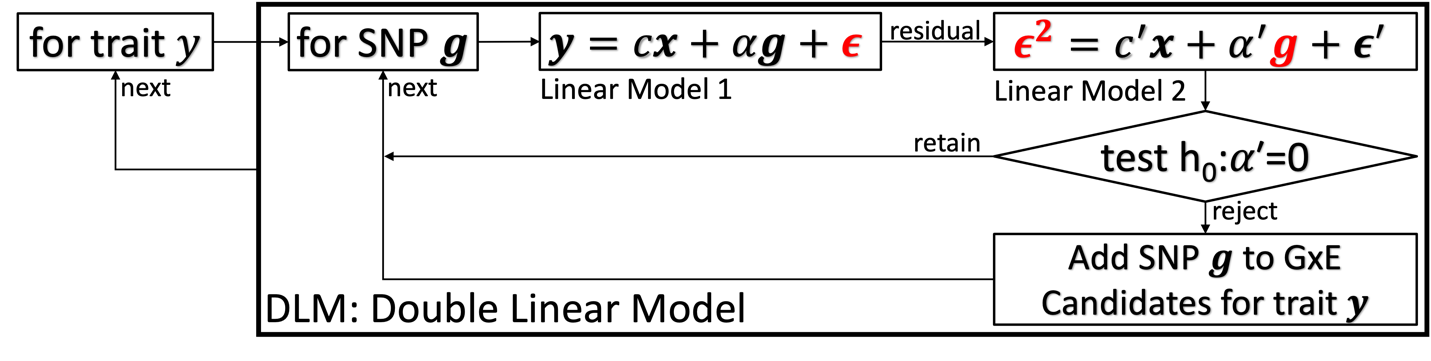 for trait y
next
for SNP g
next
y = cx + αg + ϵ
Linear Model 1
residual
ϵ² = c′x + α′g + ϵ′
Linear Model 2
retain
test h₀:α′=0
reject
Add SNP g to GxE
Candidates for trait y
DLM: Double Linear Model